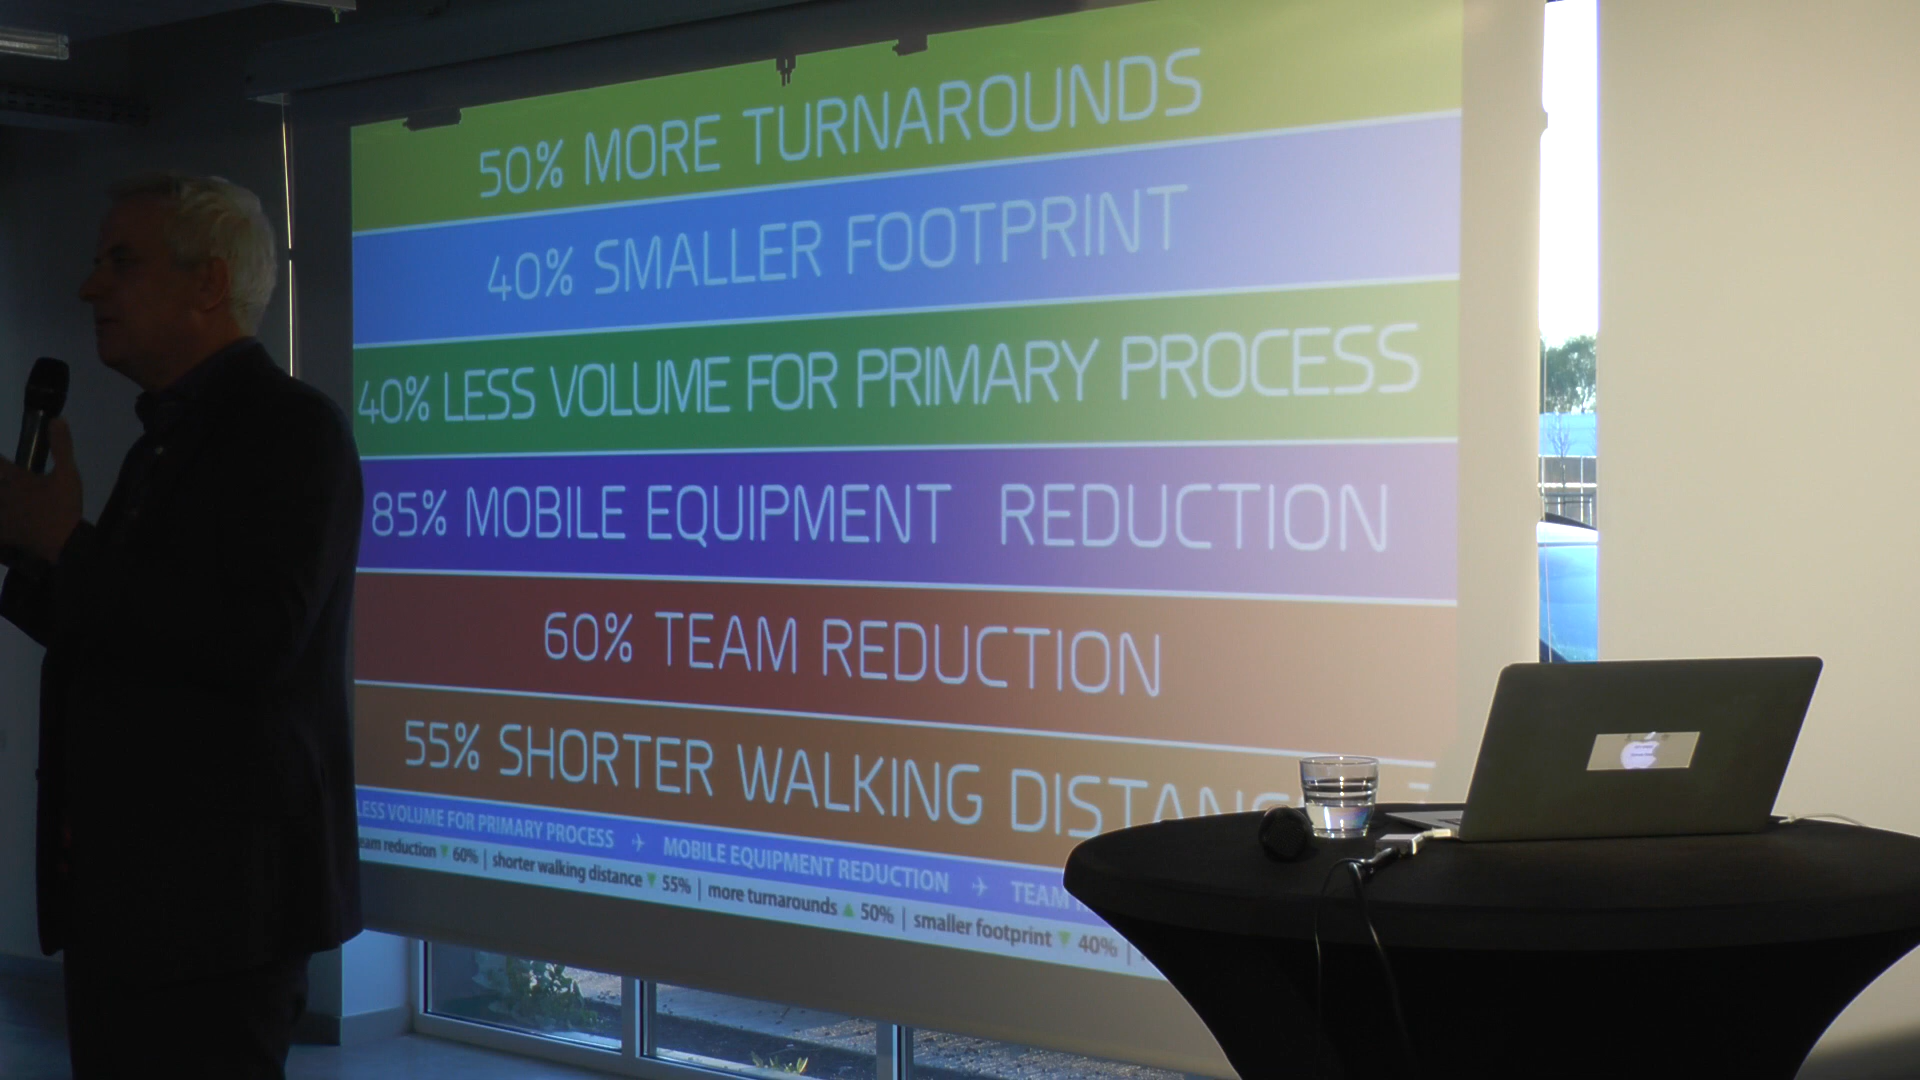 50% MORE TURNAROUNDS
40% SMALLER FOOTPRINT
40% LESS VOLUME FOR PRIMARY PROCESS
85% MOBILE EQUIPMENT REDUCTION
60% TEAM REDUCTION
55% SHORTER WALKING DISTANC
LESS VOLUME FOR PRIMARY PROCESS ✈ MOBILE EQUIPMENT REDUCTION ✈ TEAM
eam reduction ▼ 60% | shorter walking distance ▼ 55% | more turnarounds ▲ 50% | smaller footprint ▼ 40% |